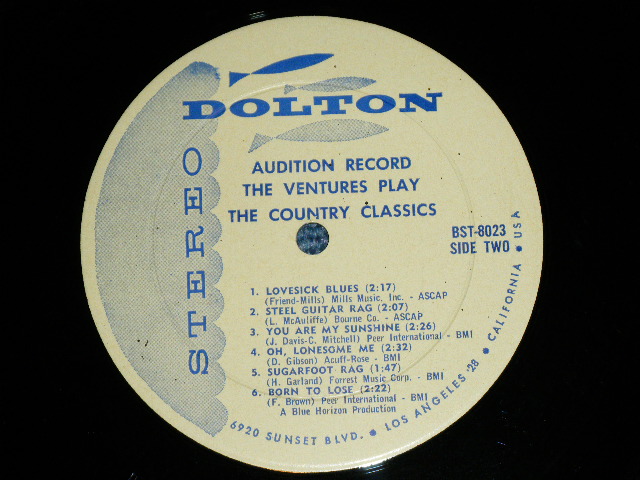 DOLTON
STEREO
AUDITION RECORD
THE VENTURES PLAY
THE COUNTRY CLASSICS
BST-8023
SIDE TWO
1. LOVESICK BLUES (2:17)
(Friend-Mills) Mills Music, Inc. - ASCAP
2. STEEL GUITAR RAG (2:07)
(L. McAuliffe) Bourne Co. - ASCAP
3. YOU ARE MY SUNSHINE (2:26)
(J. Davis-C. Mitchell) Peer International - BMI
4. OH, LONESOME ME (2:32)
(D. Gibson) Acuff-Rose - BMI
5. SUGARFOOT RAG (1:47)
(H. Garland) Forrest Music Corp. - BMI
6. BORN TO LOSE (2:22)
(F. Brown) Peer International - BMI
A Blue Horizon Production
6920 SUNSET BLVD. • LOS ANGELES '28 • CALIFORNIA • USA